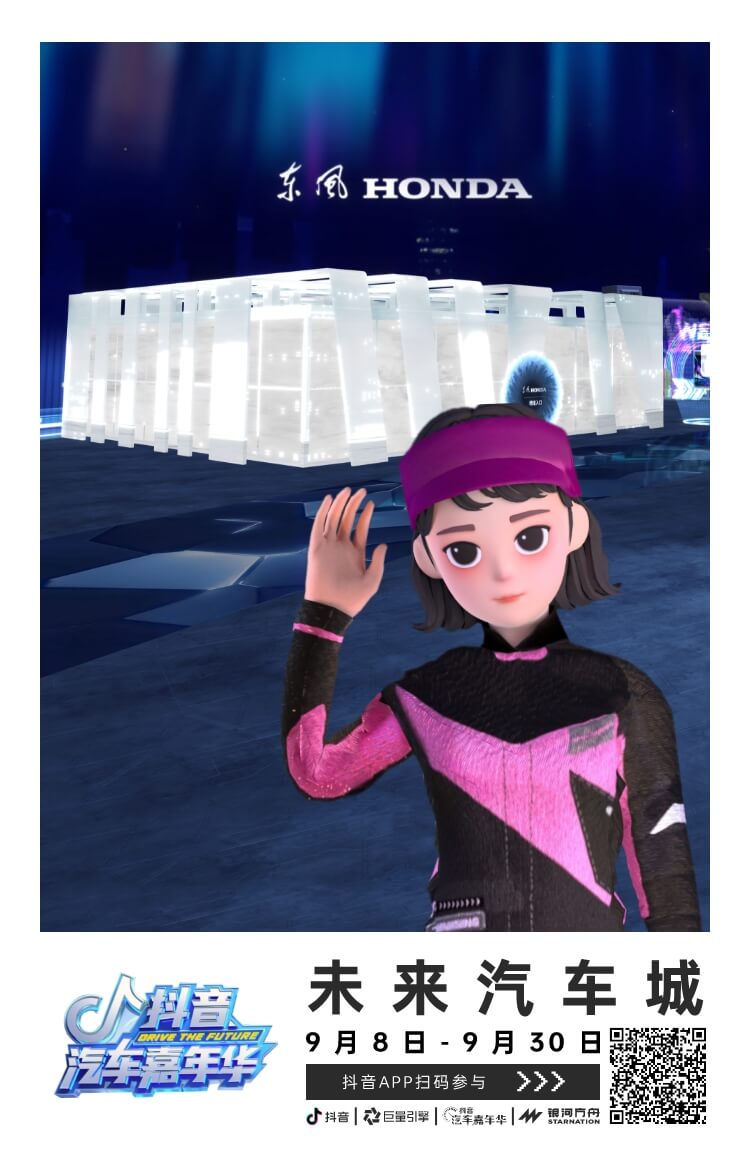 东风 HONDA
东风 HONDA
未来汽车城
9月8日-9月30日
抖音APP扫码参与
抖音
DRIVE THE FUTURE
汽车嘉年华
抖音 | 巨量引擎 | 抖音汽车嘉年华 | 银河方舟 STARNATION